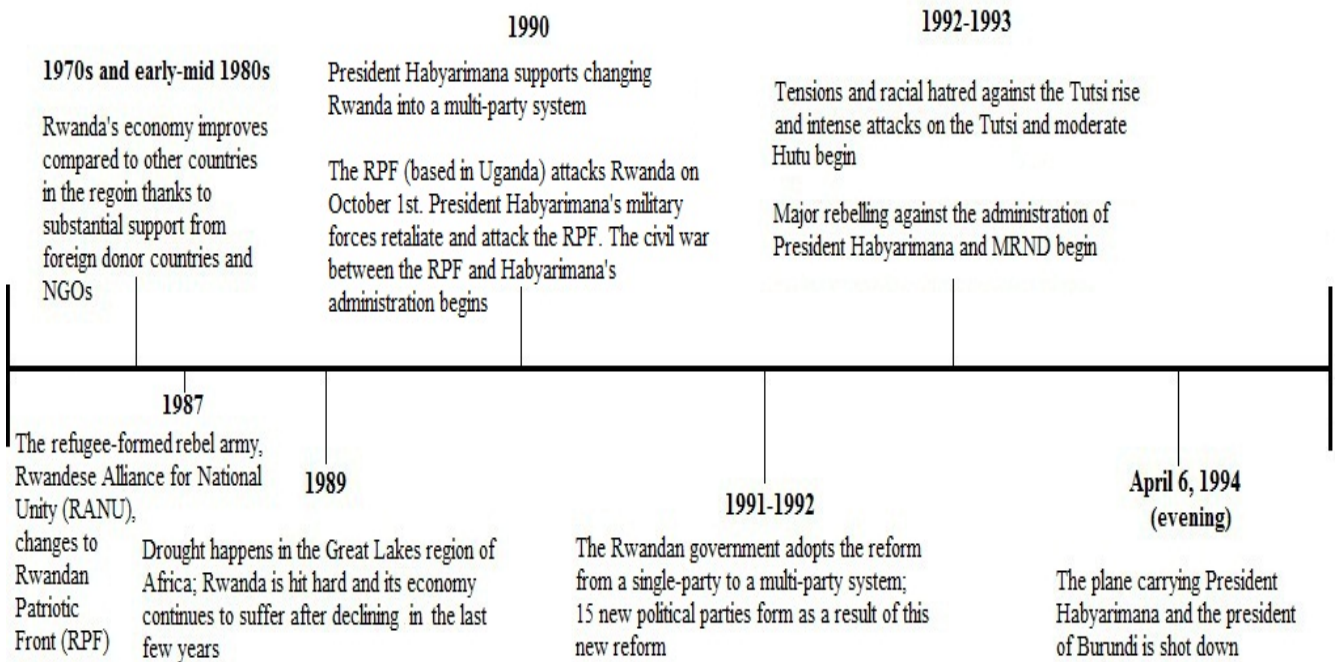 1970s and early-mid 1980s
Rwanda's economy improves
compared to other countries
in the regoin thanks to
substantial support from
foreign donor countries and
NGOs
1987
The refugee-formed rebel army,
Rwandese Alliance for National
Unity (RANU),
changes to
Rwandan
Patriotic
Front (RPF)
1989
Drought happens in the Great Lakes region of
Africa; Rwanda is hit hard and its economy
continues to suffer after declining in the last
few years
1990
President Habyarimana supports changing
Rwanda into a multi-party system
The RPF (based in Uganda) attacks Rwanda on
October 1st. President Habyarimana's military
forces retaliate and attack the RPF. The civil war
between the RPF and Habyarimana's
administration begins
1991-1992
The Rwandan government adopts the reform
from a single-party to a multi-party system;
15 new political parties form as a result of this
new reform
1992-1993
Tensions and racial hatred against the Tutsi rise
and intense attacks on the Tutsi and moderate
Hutu begin
Major rebelling against the administration of
President Habyarimana and MRND begin
April 6, 1994
(evening)
The plane carrying President
Habyarimana and the president
of Burundi is shot down